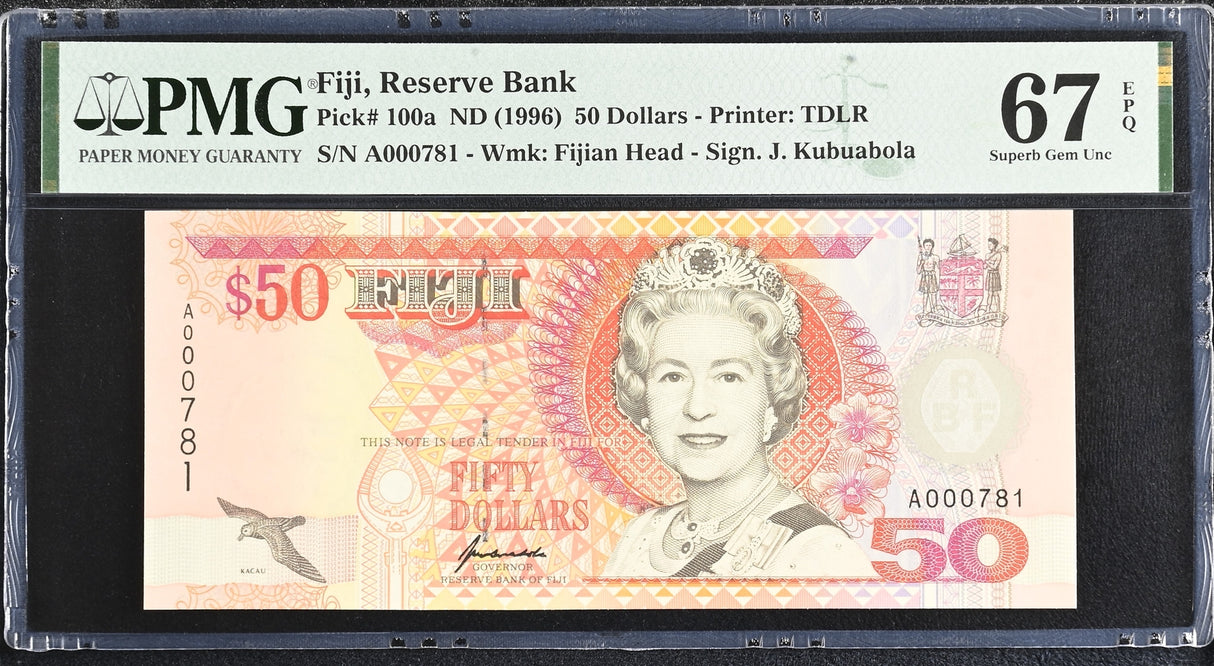 PMG®
PAPER MONEY GUARANTY
Fiji, Reserve Bank
Pick# 100a ND (1996) 50 Dollars - Printer: TDLR
S/N A000781 - Wmk: Fijian Head - Sign. J. Kubuabola
67
EPQ
Superb Gem Unc
$50 FIJI
A000781
RBF
THIS NOTE IS LEGAL TENDER IN FIJI FOR
FIFTY
DOLLARS
A000781
50
KACAU
GOVERNOR
RESERVE BANK OF FIJI